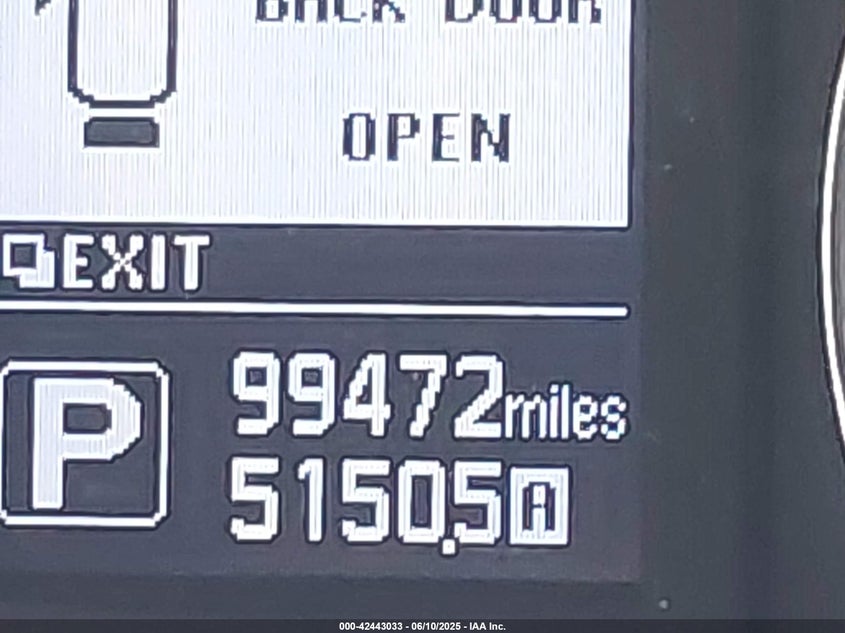 BACK DOOR
OPEN
EXIT
P
99472miles
5150.5A
000-42443033 - 06/10/2025 - IAA Inc.